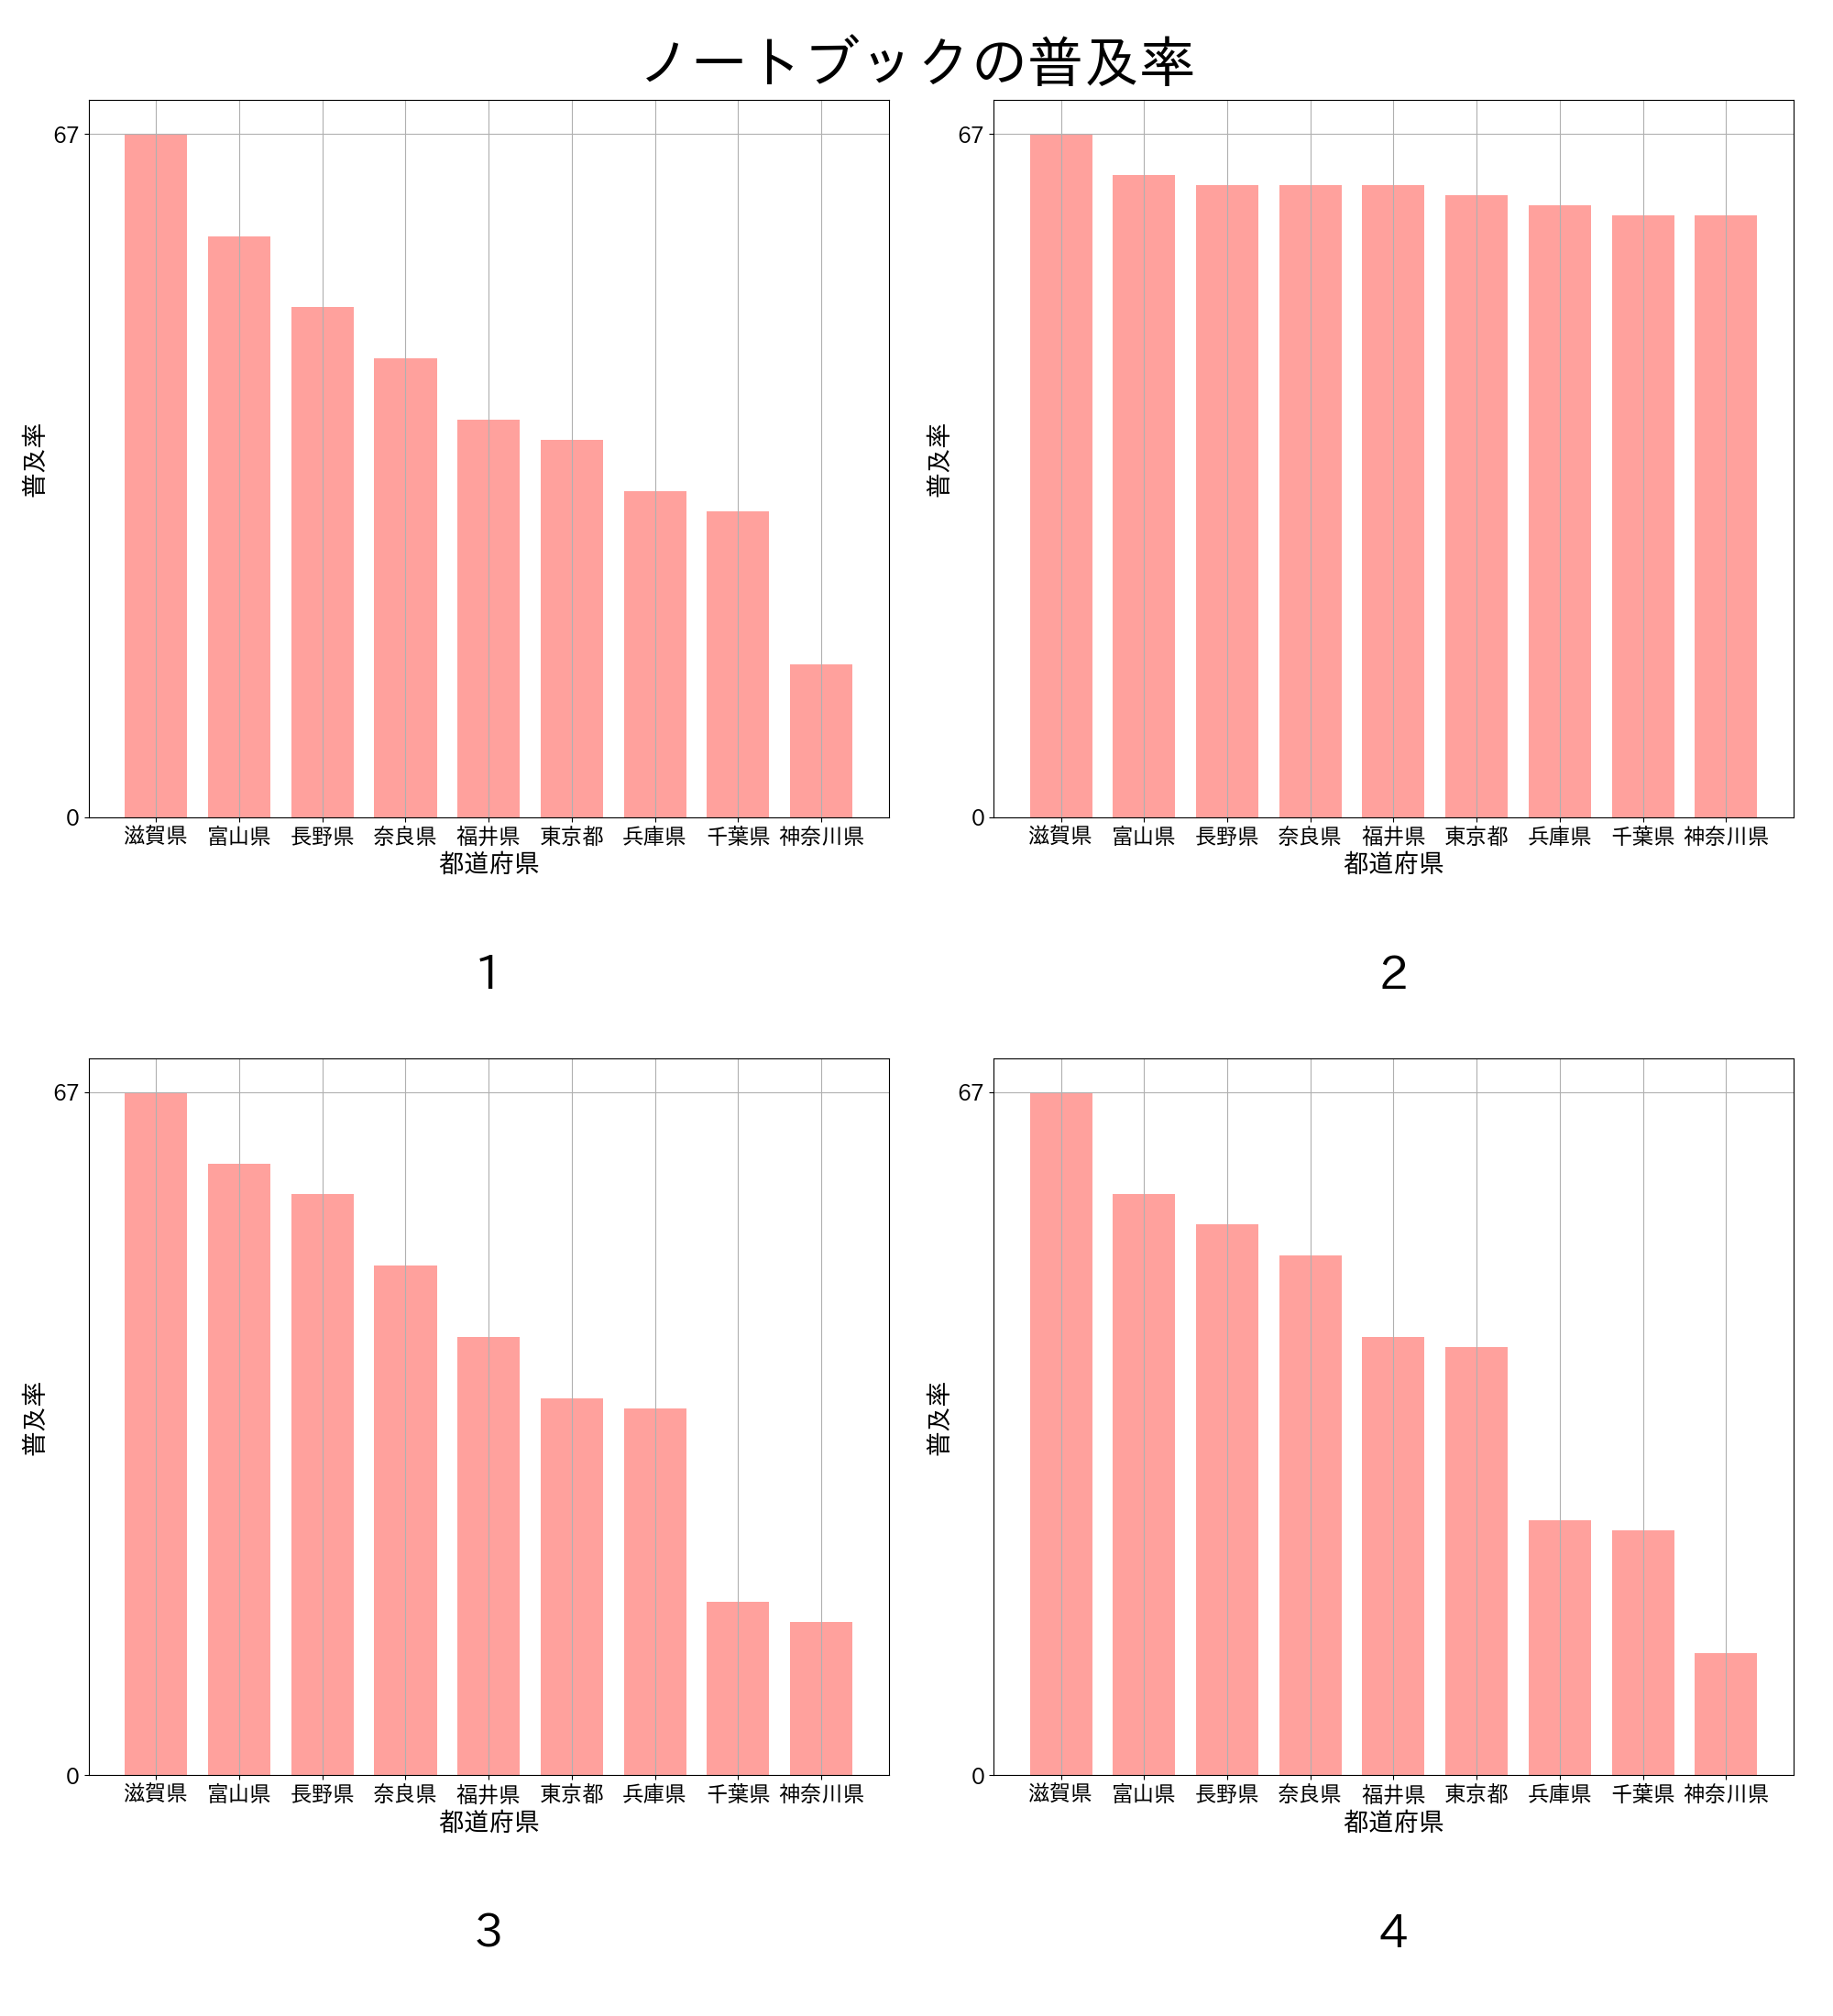 ノートブックの普及率
67
0
普及率
滋賀県 富山県 長野県 奈良県 福井県 東京都 兵庫県 千葉県 神奈川県
都道府県
1
67
0
普及率
滋賀県 富山県 長野県 奈良県 福井県 東京都 兵庫県 千葉県 神奈川県
都道府県
2
67
0
普及率
滋賀県 富山県 長野県 奈良県 福井県 東京都 兵庫県 千葉県 神奈川県
都道府県
3
67
0
普及率
滋賀県 富山県 長野県 奈良県 福井県 東京都 兵庫県 千葉県 神奈川県
都道府県
4